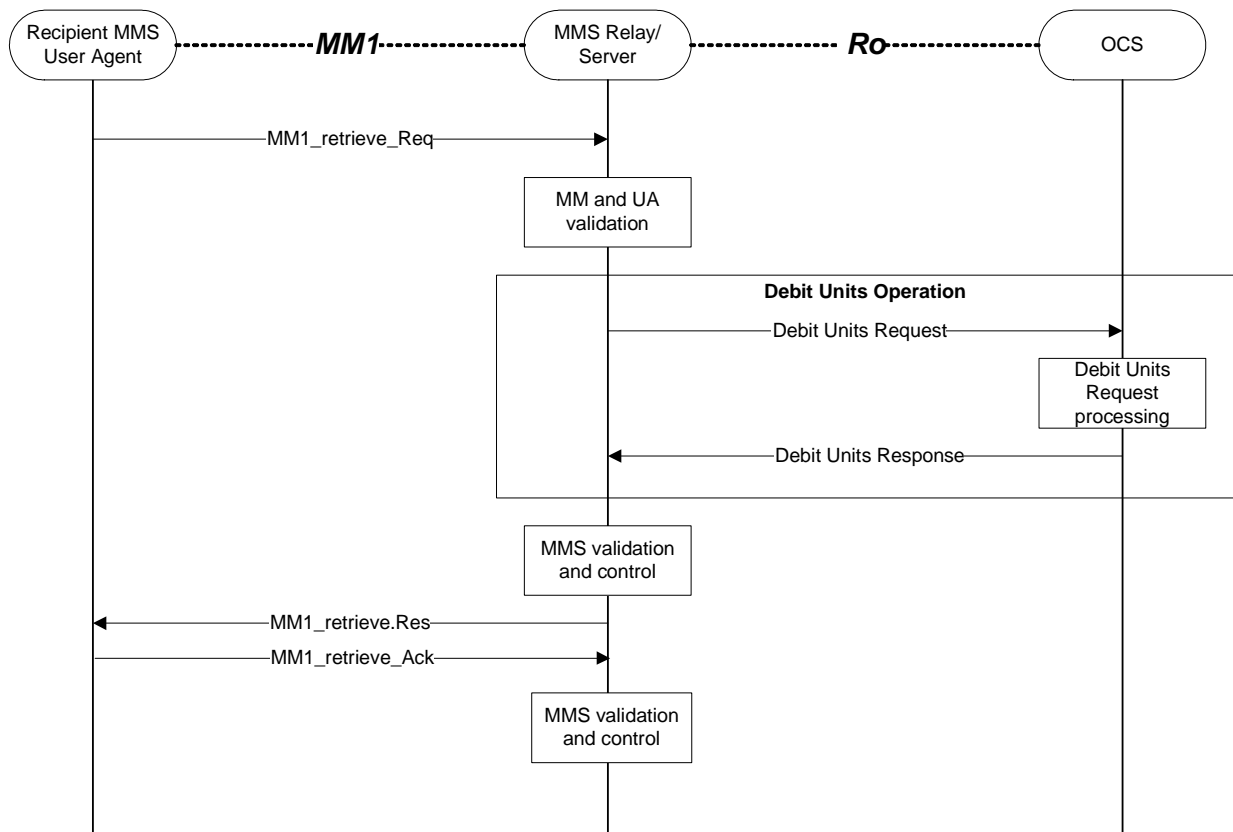 Recipient MMS
User Agent
MM1
MMS Relay/
Server
Ro
OCS
MM1_retrieve_Req
MM and UA
validation
Debit Units Operation
Debit Units Request
Debit Units
Request
processing
Debit Units Response
MMS validation
and control
MM1_retrieve.Res
MM1_retrieve_Ack
MMS validation
and control